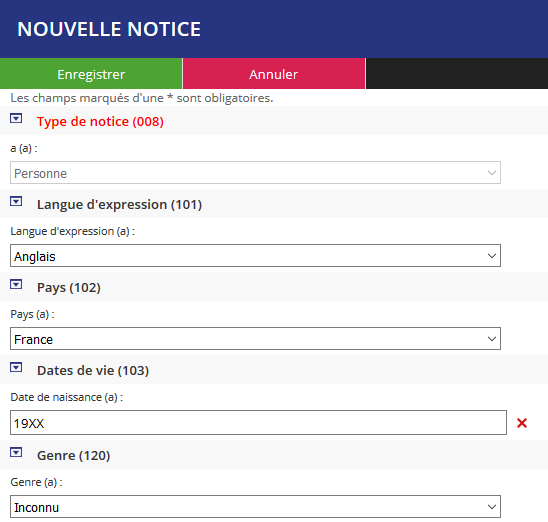 NOUVELLE NOTICE
Enregistrer Annuler
Les champs marqués d'une * sont obligatoires.
Type de notice (008)
a (a) :
Personne
Langue d'expression (101)
Langue d'expression (a) :
Anglais
Pays (102)
Pays (a) :
France
Dates de vie (103)
Date de naissance (a) :
19XX
Genre (120)
Genre (a) :
Inconnu